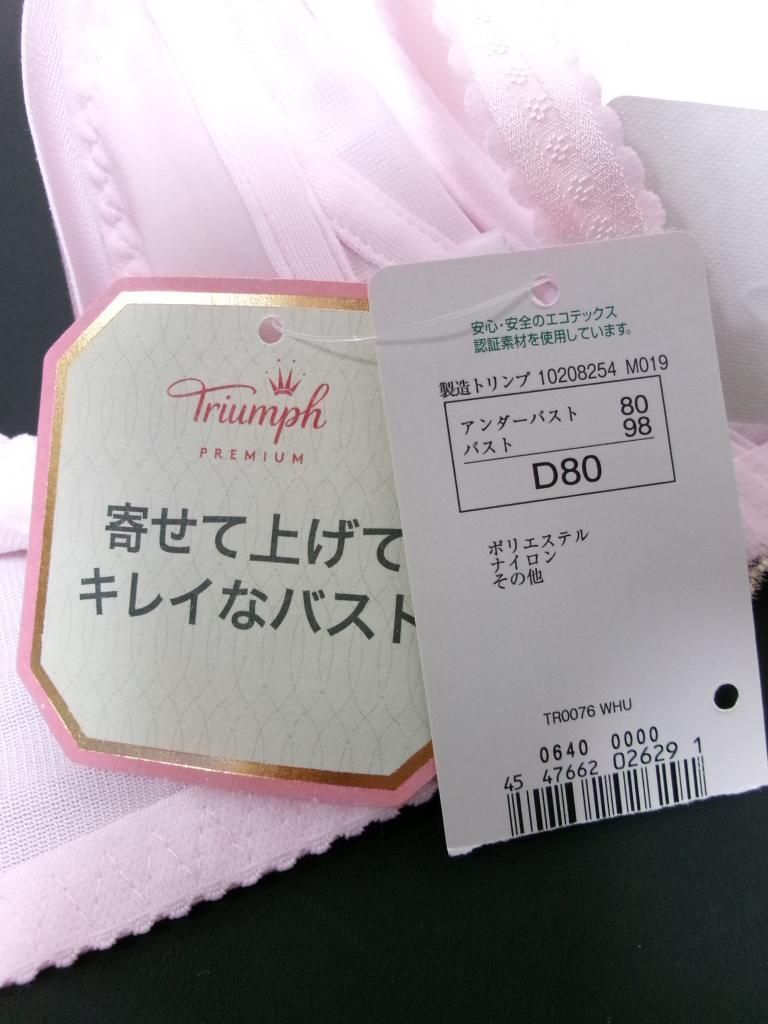 Triumph
PREMIUM
寄せて上げて
キレイなバスト
安心・安全のエコテックス
認証素材を使用しています。
製造トリンプ 10208254 M019
アンダーバスト 80
バスト 98
D80
ポリエステル
ナイロン
その他
TR0076 WHU
0640 0000
45 47662 02629 1